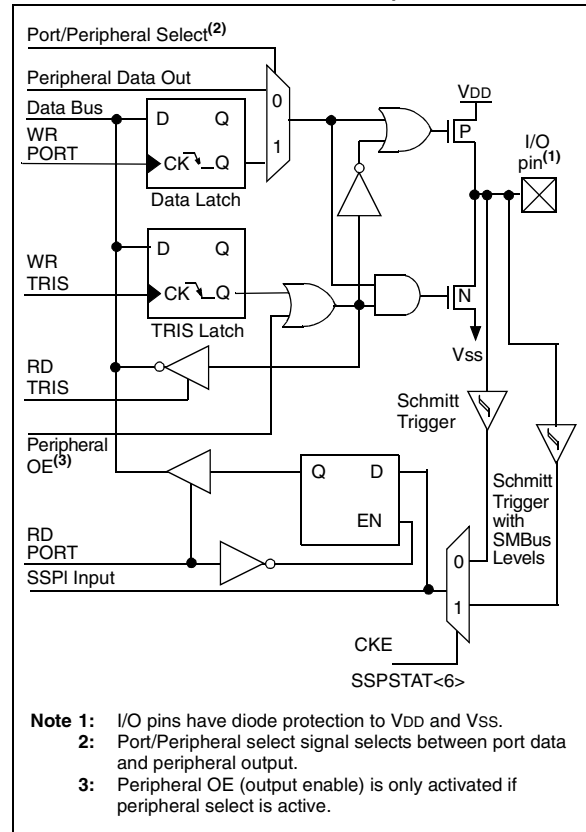 Port/Peripheral Select(2)
Peripheral Data Out
Data Bus
WR
PORT
D Q
CK Q
Data Latch
0
1
VDD
P
I/O
pin(1)
WR
TRIS
D Q
CK Q
TRIS Latch
N
VSS
RD
TRIS
Schmitt
Trigger
Peripheral
OE(3)
Q D
EN
Schmitt
Trigger
with
SMBus
Levels
RD
PORT
SSPI Input
0
1
CKE
SSPSTAT<6>
Note 1: I/O pins have diode protection to VDD and VSS.
2: Port/Peripheral select signal selects between port data
and peripheral output.
3: Peripheral OE (output enable) is only activated if
peripheral select is active.